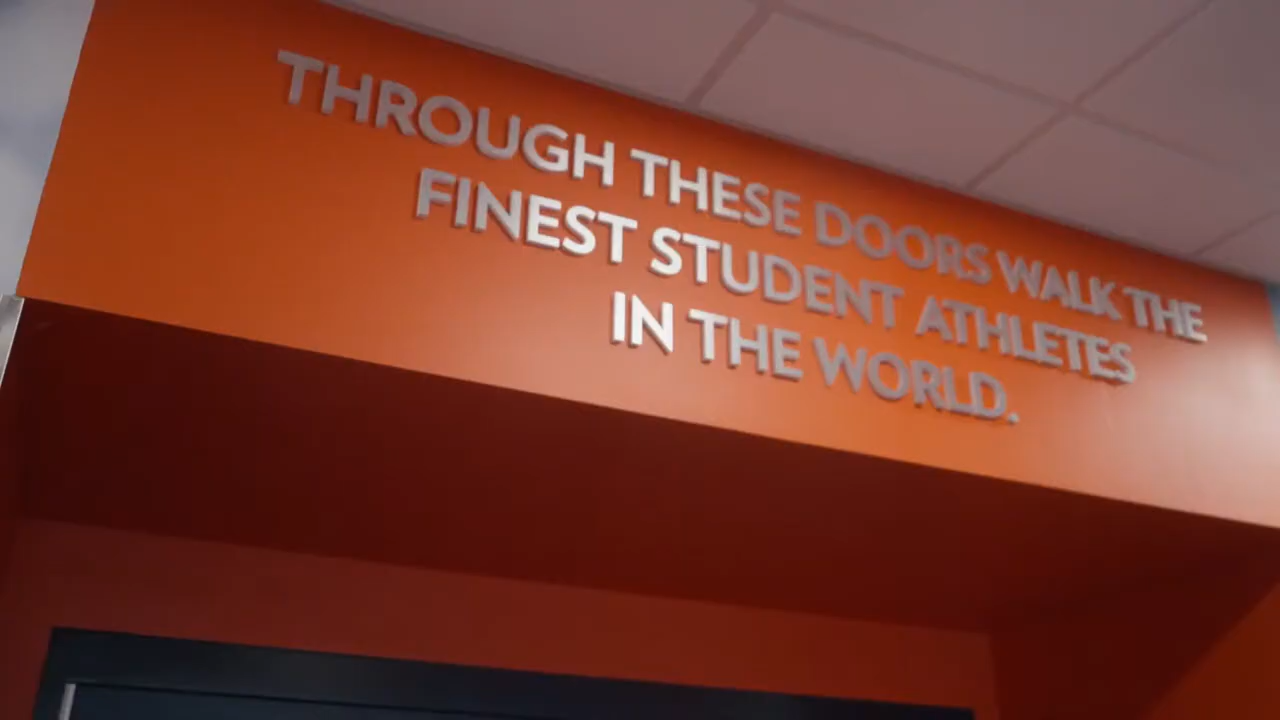 THROUGH THESE DOORS WALK THE
FINEST STUDENT ATHLETES
IN THE WORLD.